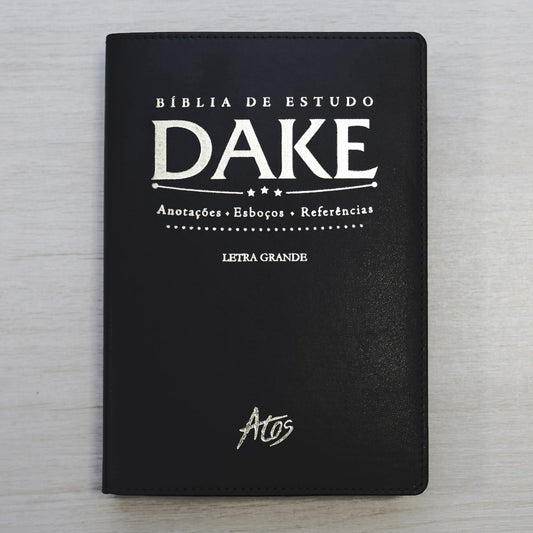 BÍBLIA DE ESTUDO
DAKE
Anotações • Esboços • Referências
LETRA GRANDE
Atos